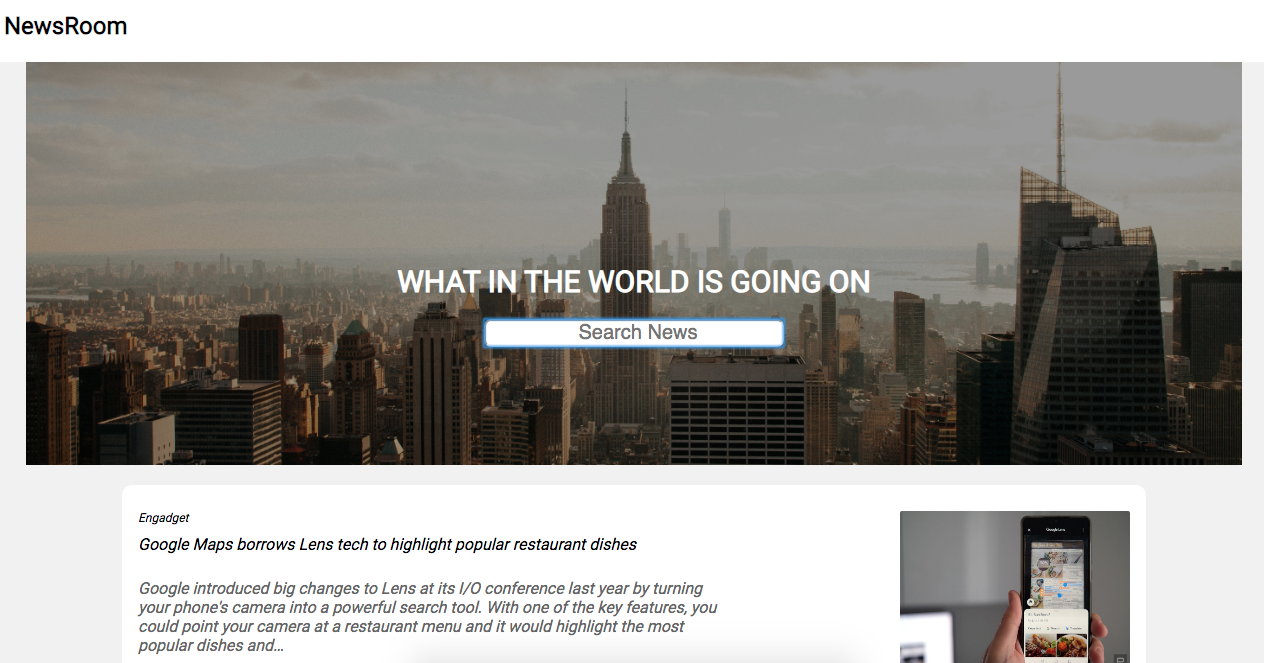 NewsRoom
WHAT IN THE WORLD IS GOING ON
Search News
Engadget
Google Maps borrows Lens tech to highlight popular restaurant dishes
Google introduced big changes to Lens at its I/O conference last year by turning
your phone's camera into a powerful search tool. With one of the key features, you
could point your camera at a restaurant menu and it would highlight the most
popular dishes and…